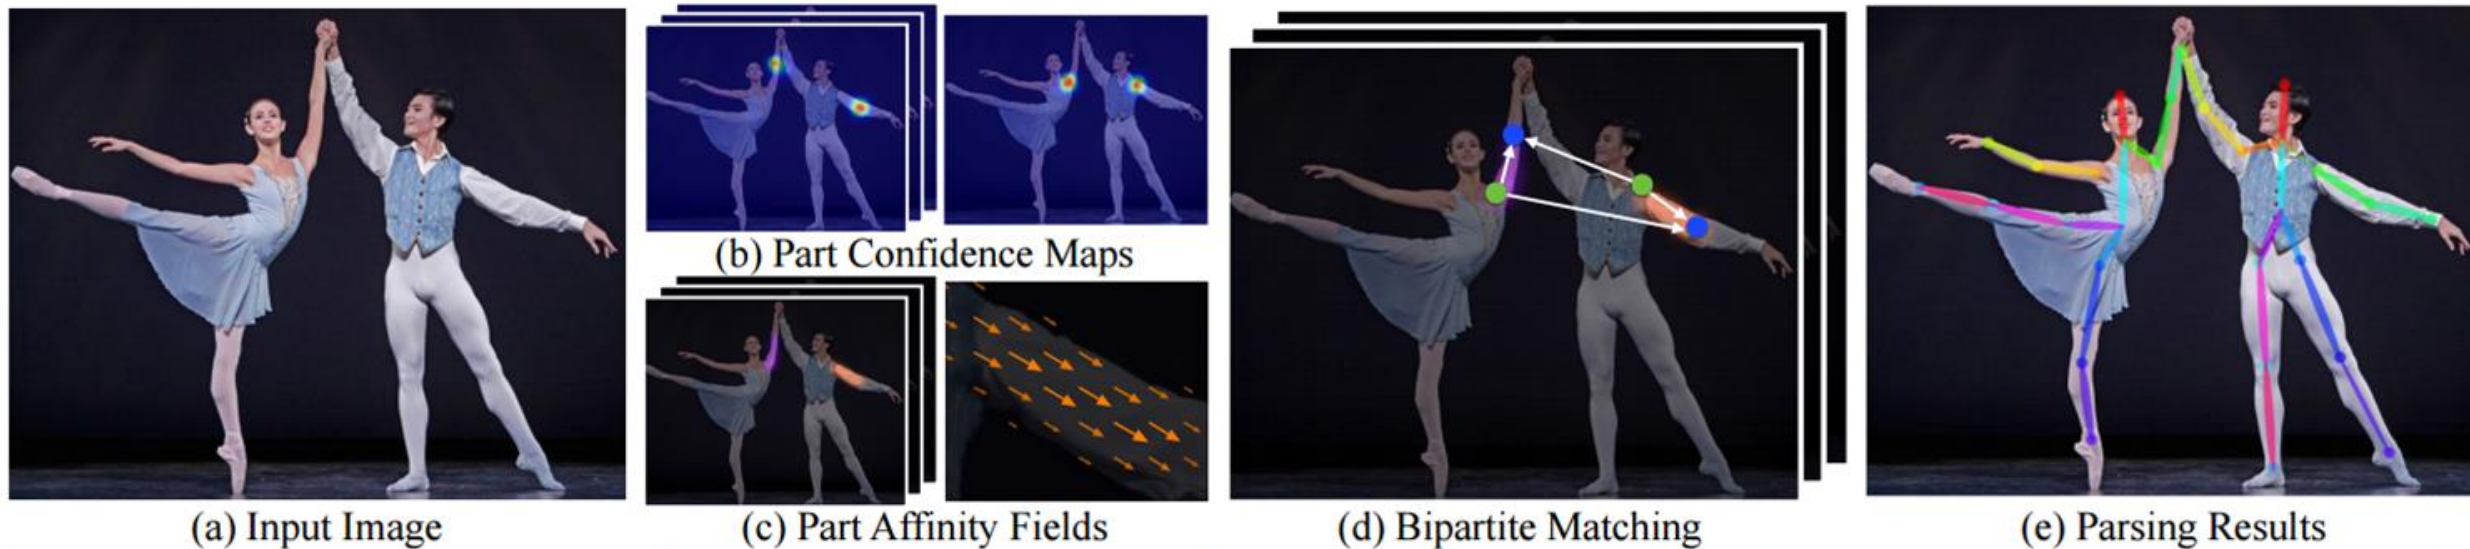 (a) Input Image
(b) Part Confidence Maps
(c) Part Affinity Fields
(d) Bipartite Matching
(e) Parsing Results